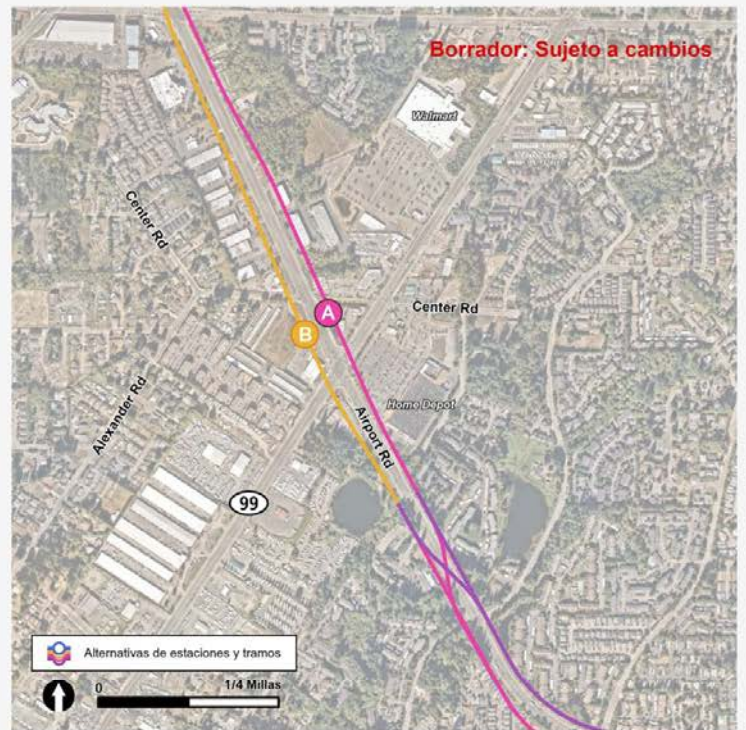 Borrador: Sujeto a cambios
Walmart
Center Rd
A
Center Rd
B
Alexander Rd
Home Depot
Airport Rd
99
Alternativas de estaciones y tramos
0 1/4 Millas